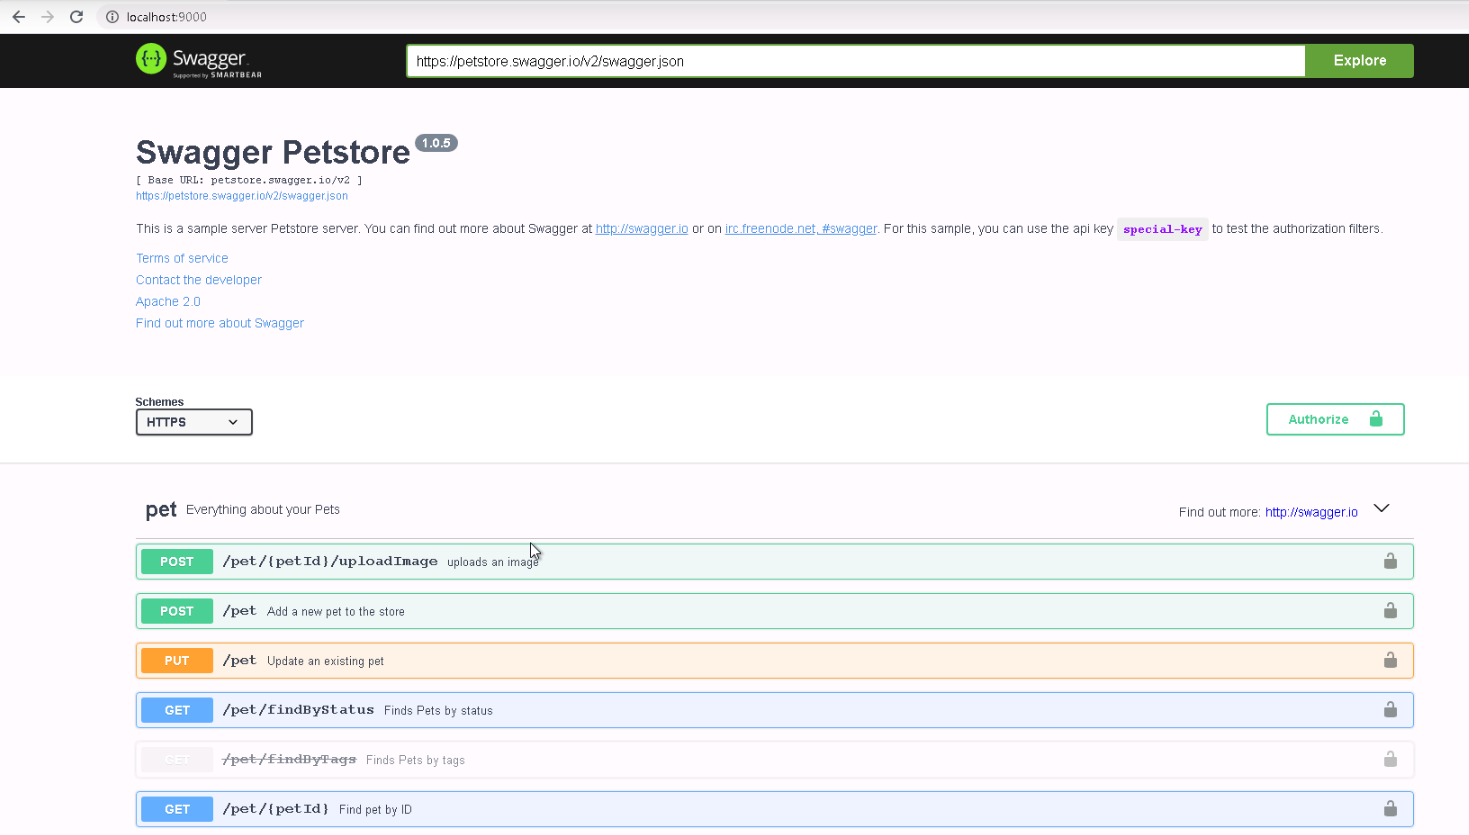 localhost:9000
Swagger.
Supported by SMARTBEAR
https://petstore.swagger.io/v2/swagger.json
Explore
Swagger Petstore 1.0.5
[ Base URL: petstore.swagger.io/v2 ]
https://petstore.swagger.io/v2/swagger.json
This is a sample server Petstore server. You can find out more about Swagger at http://swagger.io or on irc.freenode.net, #swagger. For this sample, you can use the api key special-key to test the authorization filters.
Terms of service
Contact the developer
Apache 2.0
Find out more about Swagger
Schemes
HTTPS
Authorize
pet Everything about your Pets
Find out more: http://swagger.io
POST /pet/{petId}/uploadImage uploads an image
POST /pet Add a new pet to the store
PUT /pet Update an existing pet
GET /pet/findByStatus Finds Pets by status
GET /pet/findByTags Finds Pets by tags
GET /pet/{petId} Find pet by ID